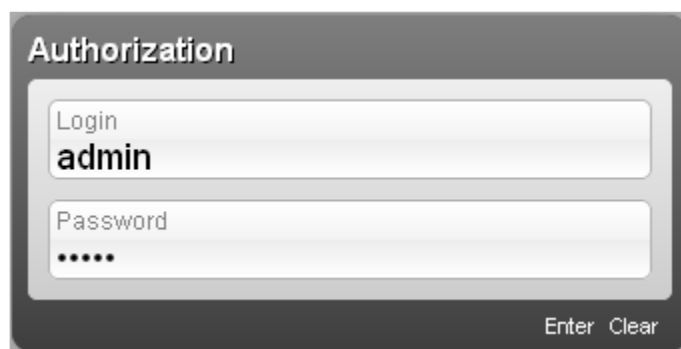 Authorization
Login
admin
Password
•••••
Enter Clear